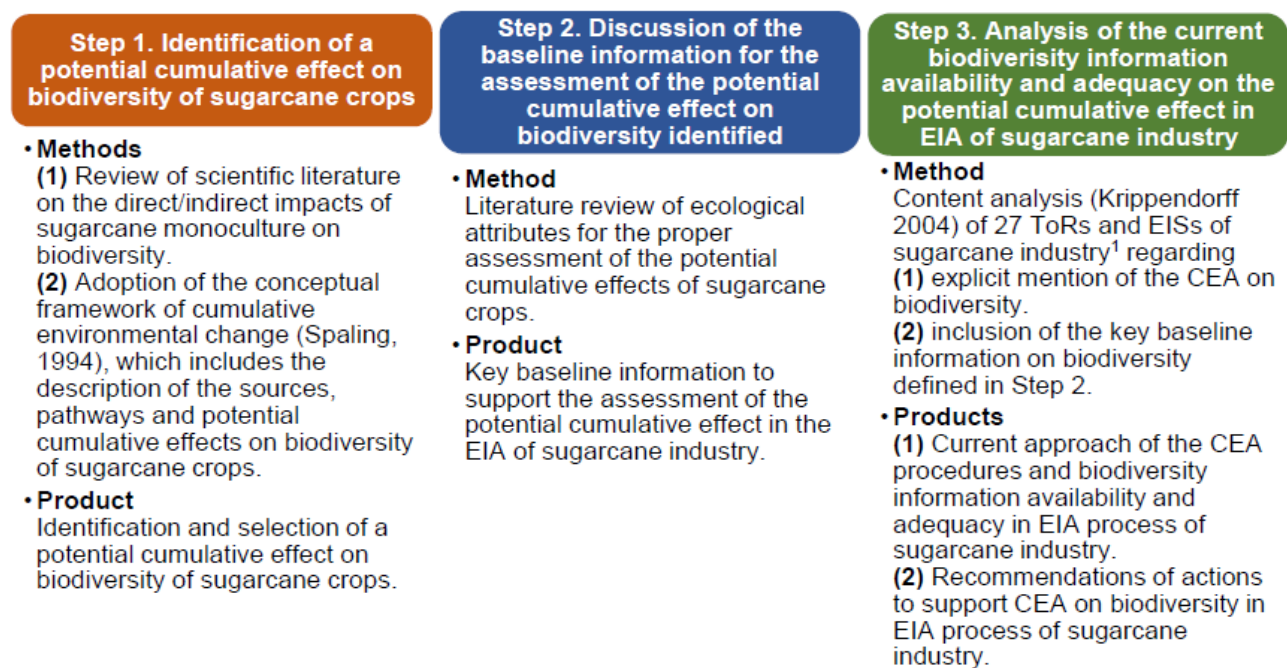 Step 1. Identification of a
potential cumulative effect on
biodiversity of sugarcane crops
• Methods
(1) Review of scientific literature
on the direct/indirect impacts of
sugarcane monoculture on
biodiversity.
(2) Adoption of the conceptual
framework of cumulative
environmental change (Spaling,
1994), which includes the
description of the sources,
pathways and potential
cumulative effects on biodiversity
of sugarcane crops.
• Product
Identification and selection of a
potential cumulative effect on
biodiversity of sugarcane crops.
Step 2. Discussion of the
baseline information for the
assessment of the potential
cumulative effect on
biodiversity identified
• Method
Literature review of ecological
attributes for the proper
assessment of the potential
cumulative effects of sugarcane
crops.
• Product
Key baseline information to
support the assessment of the
potential cumulative effect in the
EIA of sugarcane industry.
Step 3. Analysis of the current
biodiverisity information
availability and adequacy on the
potential cumulative effect in
EIA of sugarcane industry
• Method
Content analysis (Krippendorff
2004) of 27 ToRs and EISs of
sugarcane industry¹ regarding
(1) explicit mention of the CEA on
biodiversity.
(2) inclusion of the key baseline
information on biodiversity
defined in Step 2.
• Products
(1) Current approach of the CEA
procedures and biodiversity
information availability and
adequacy in EIA process of
sugarcane industry.
(2) Recommendations of actions
to support CEA on biodiversity in
EIA process of sugarcane
industry.